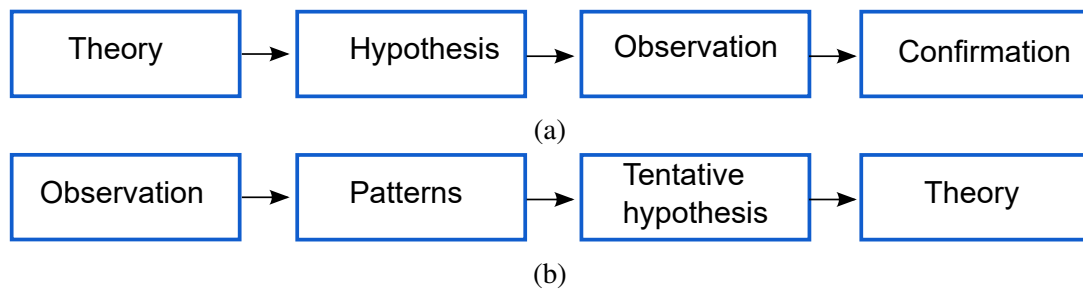 Theory
Hypothesis
Observation
Confirmation
(a)
Observation
Patterns
Tentative
hypothesis
Theory
(b)